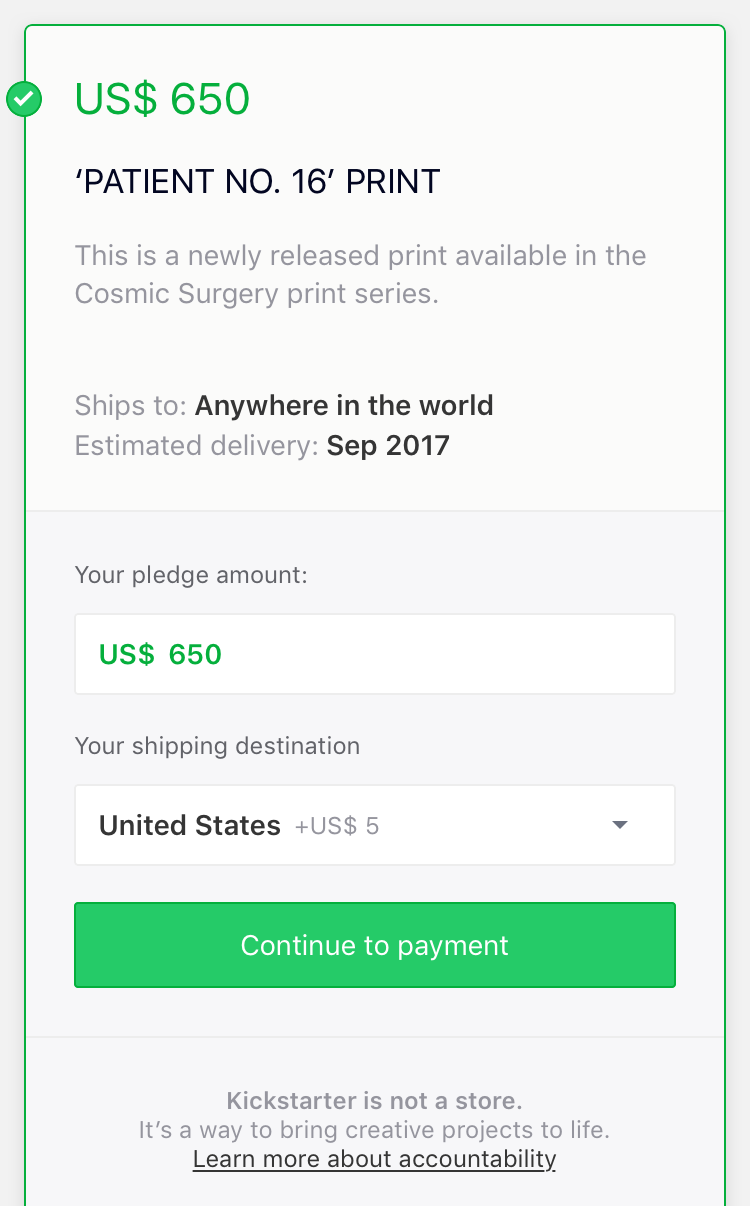 US$ 650
‘PATIENT NO. 16’ PRINT
This is a newly released print available in the
Cosmic Surgery print series.
Ships to: Anywhere in the world
Estimated delivery: Sep 2017
Your pledge amount:
US$ 650
Your shipping destination
United States +US$ 5
Continue to payment
Kickstarter is not a store.
It’s a way to bring creative projects to life.
Learn more about accountability